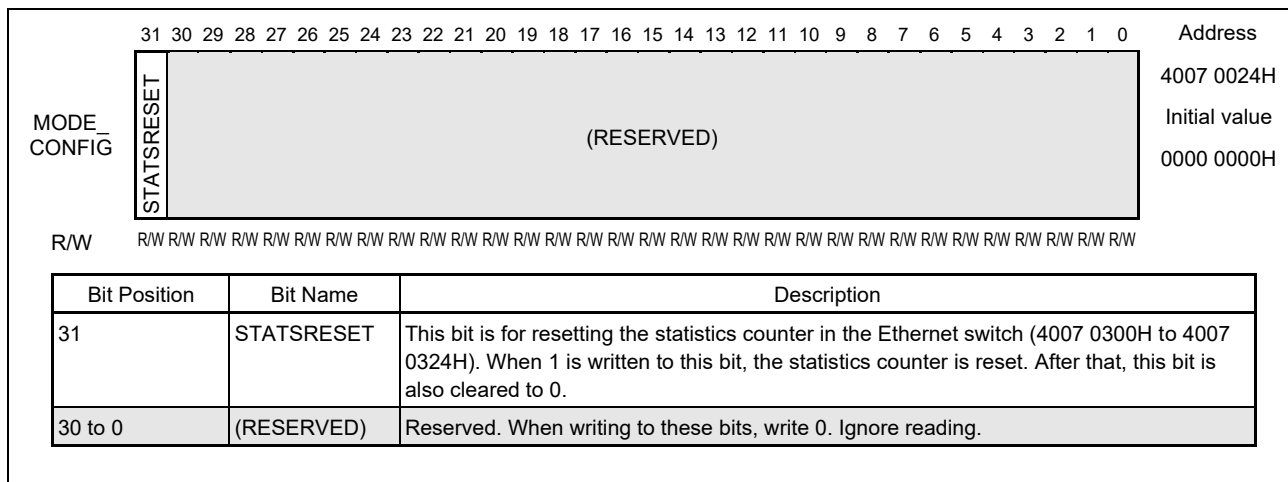 31 30 29 28 27 26 25 24 23 22 21 20 19 18 17 16 15 14 13 12 11 10 9 8 7 6 5 4 3 2 1 0 Address
4007 0024H
Initial value
0000 0000H
MODE_
CONFIG
STATSRESET
(RESERVED)
R/W R/W R/W R/W R/W R/W R/W R/W R/W R/W R/W R/W R/W R/W R/W R/W R/W R/W R/W R/W R/W R/W R/W R/W R/W R/W R/W R/W R/W R/W R/W R/W R/W
Bit Position Bit Name Description
31 STATSRESET This bit is for resetting the statistics counter in the Ethernet switch (4007 0300H to 4007
0324H). When 1 is written to this bit, the statistics counter is reset. After that, this bit is
also cleared to 0.
30 to 0 (RESERVED) Reserved. When writing to these bits, write 0. Ignore reading.